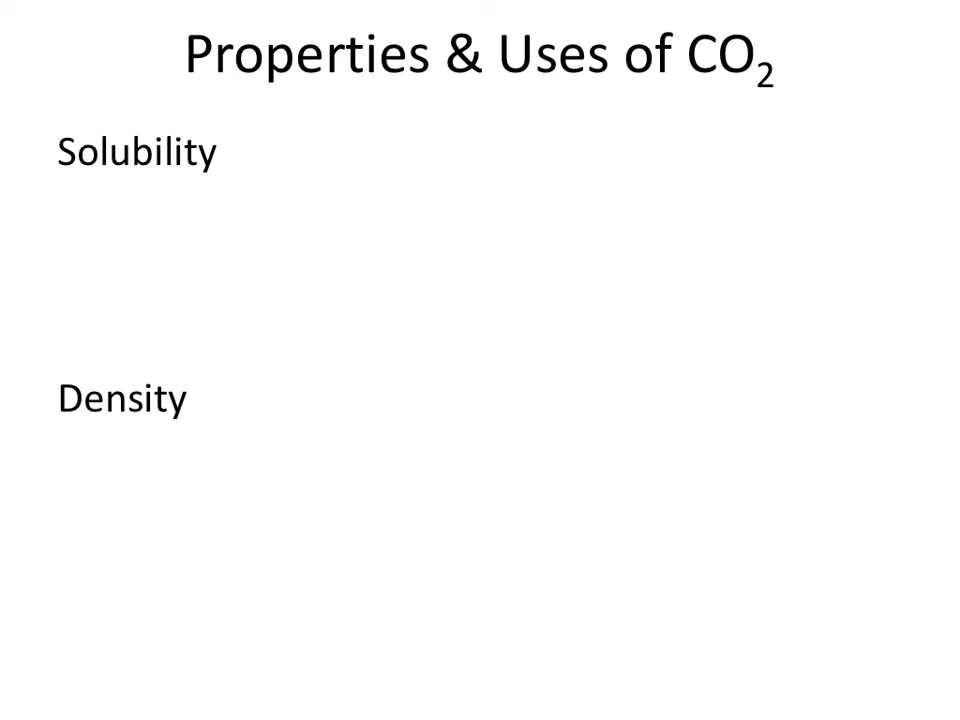 Properties & Uses of CO₂
Solubility
Density